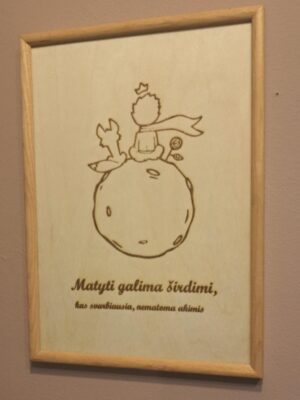 Matyti galima širdimi,
kas svarbiausia, nematoma akimis